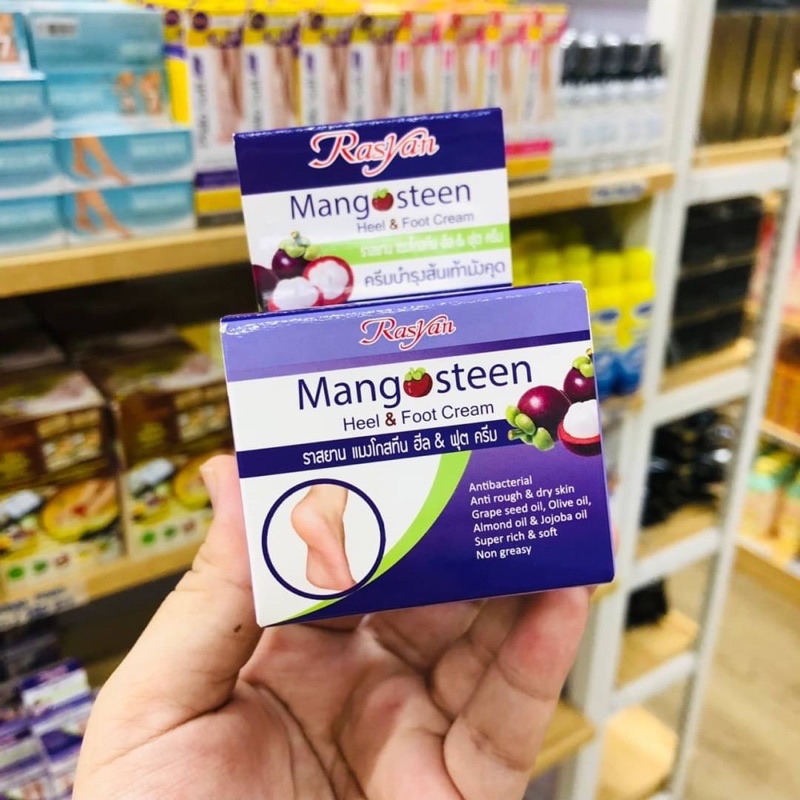 Rasyan
Mangosteen
Heel & Foot Cream
ราสยาน แมงโกสทีน ฮีล & ฟุต ครีม
ครีมบำรุงส้นเท้ามังคุด
Rasyan
Mangosteen
Heel & Foot Cream
ราสยาน แมงโกสทีน ฮีล & ฟุต ครีม
Antibacterial
Anti rough & dry skin
Grape seed oil, Olive oil,
Almond oil & Jojoba oil
Super rich & soft
Non greasy